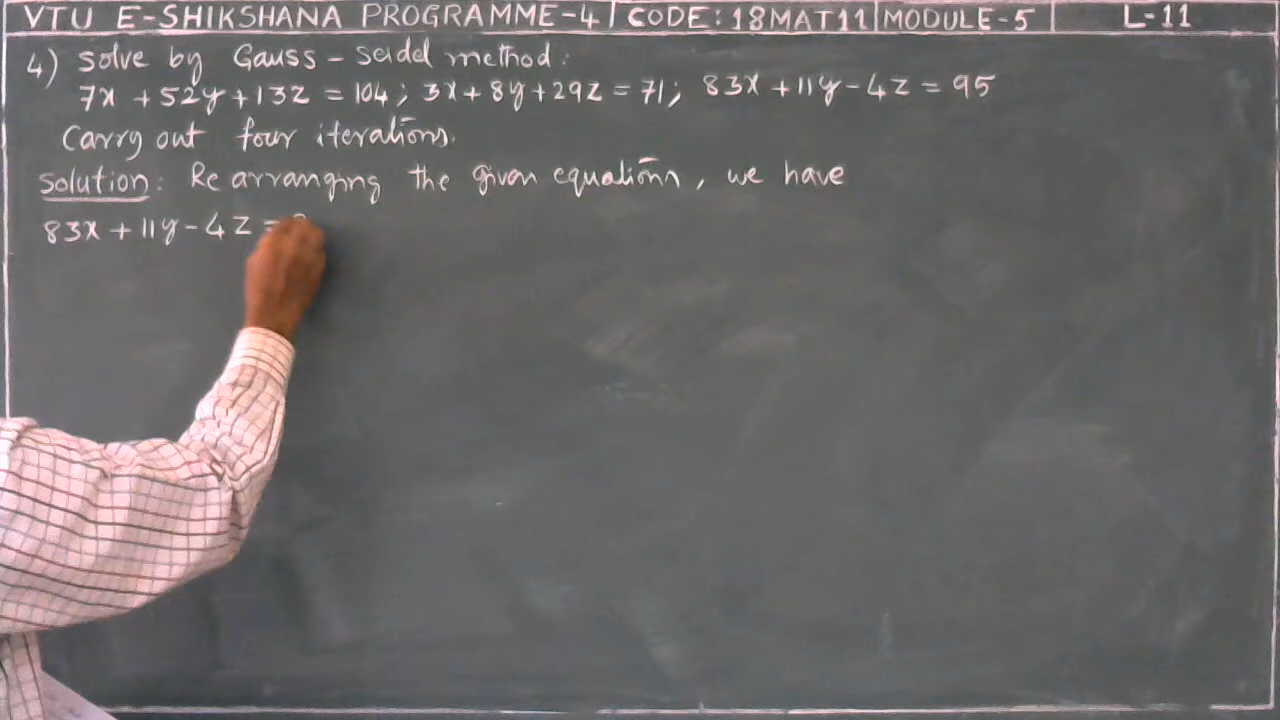 VTU E-SHIKSHANA PROGRAMME-4 | CODE: 18MAT11 | MODULE-5 | L-11
4) Solve by Gauss - Seidel method:
7x + 52y + 13z = 104; 3x + 8y + 29z = 71; 83x + 11y - 4z = 95
Carry out four iterations.
Solution: Rearranging the given equations, we have
83x + 11y - 4z =